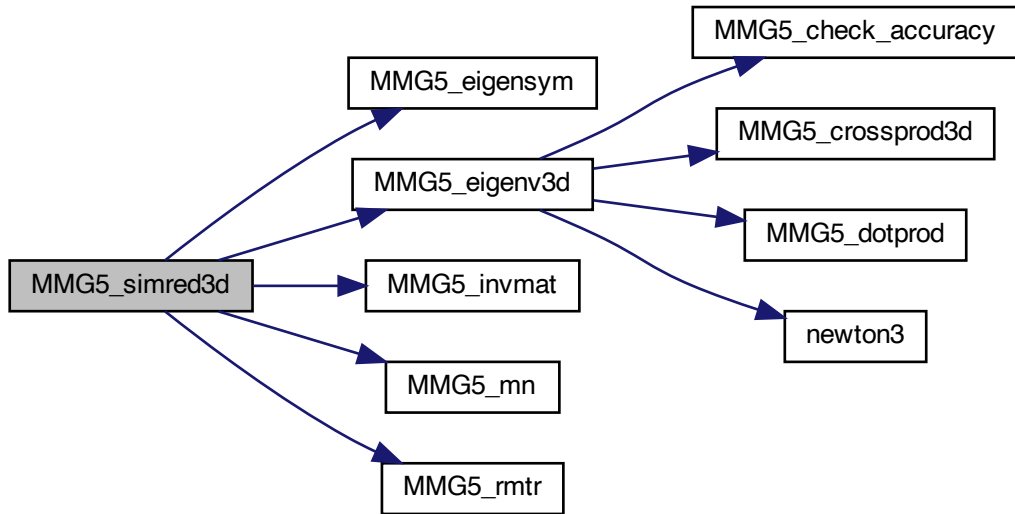 MMG5_simred3d
MMG5_eigensym
MMG5_eigenv3d
MMG5_invmat
MMG5_mn
MMG5_rmtr
MMG5_check_accuracy
MMG5_crossprod3d
MMG5_dotprod
newton3